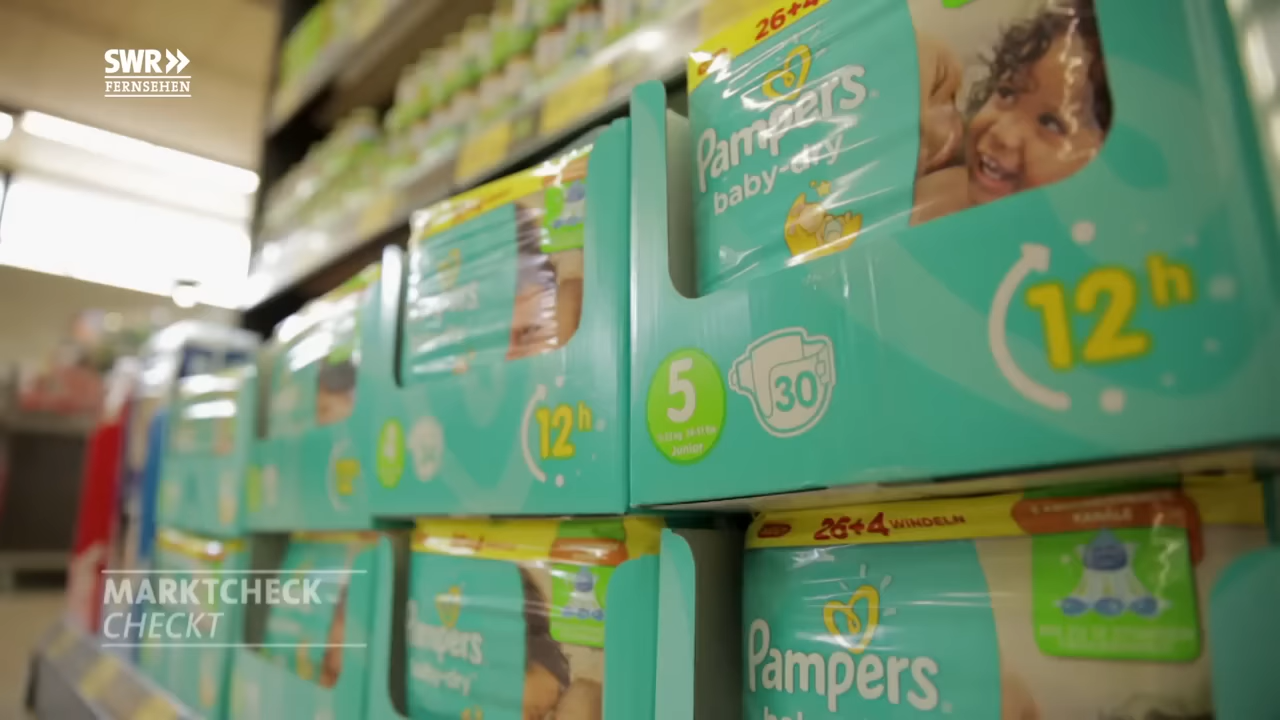 SWR
FERNSEHEN
26+4
Pampers
baby-dry
12h
5
30
Junior
12h
4
26+4 WINDELN
Pampers
Pampers
baby-dry
MARKTCHECK
CHECKT